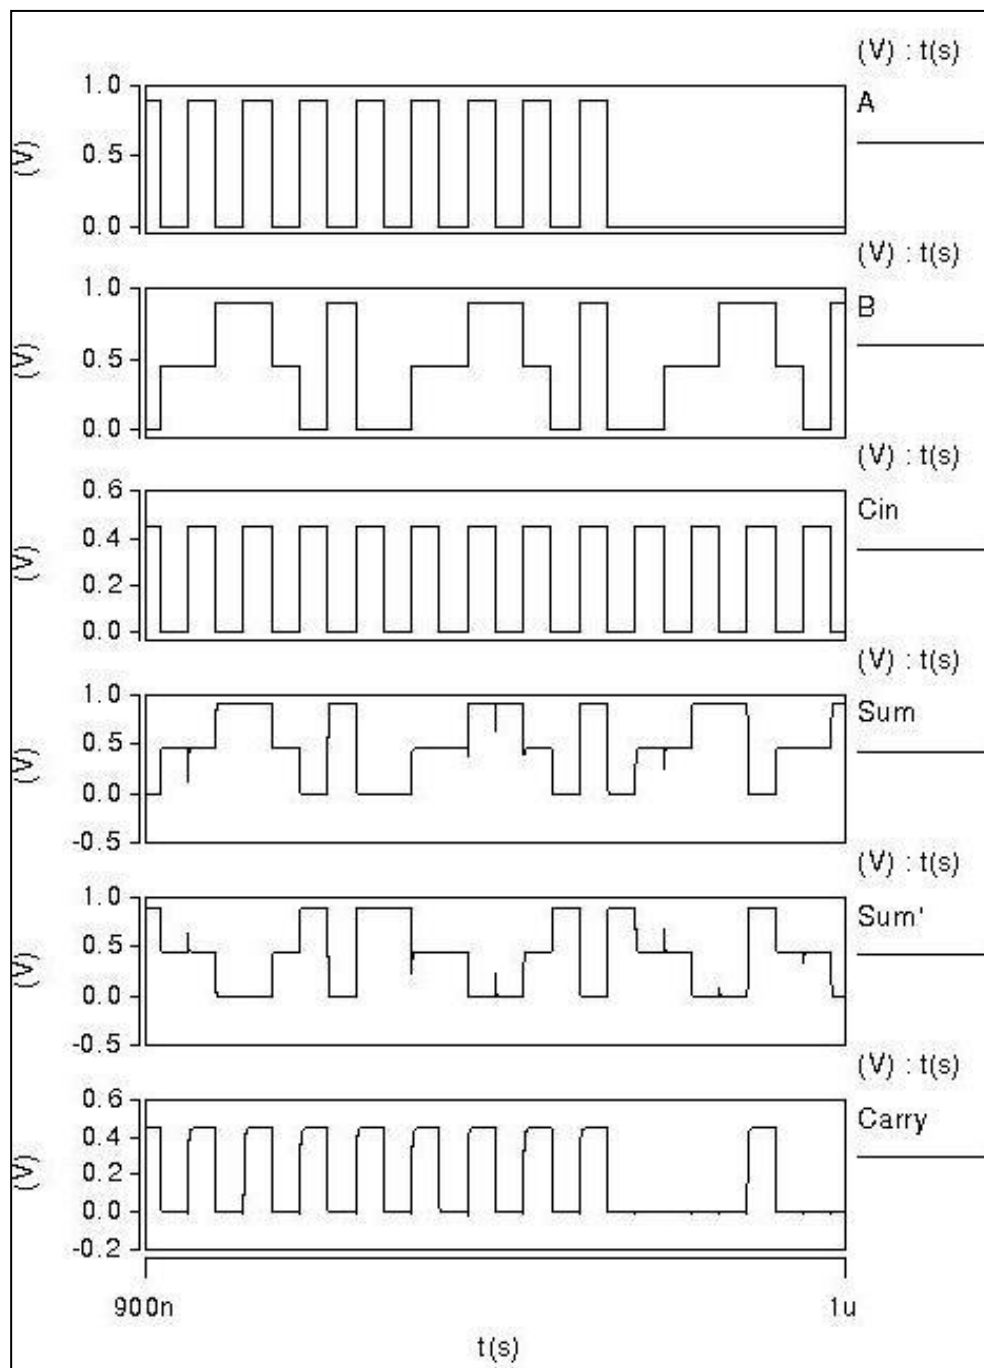 (V) : t(s)
A
1.0
0.5
0.0
(V)
(V) : t(s)
B
1.0
0.5
0.0
(V)
(V) : t(s)
Cin
0.6
0.4
0.2
0.0
(V)
(V) : t(s)
Sum
1.0
0.5
0.0
-0.5
(V)
(V) : t(s)
Sum'
1.0
0.5
0.0
-0.5
(V)
(V) : t(s)
Carry
0.6
0.4
0.2
0.0
-0.2
(V)
900n
1u
t(s)